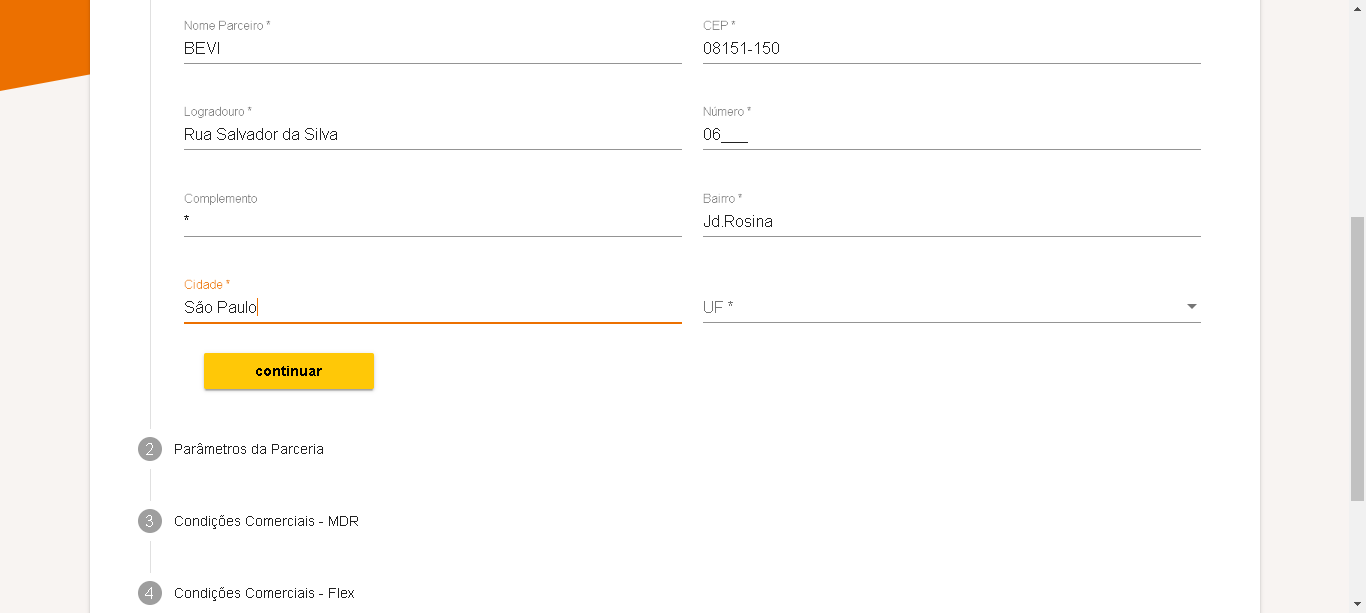 Nome Parceiro *
BEVI
CEP *
08151-150
Logradouro *
Rua Salvador da Silva
Número *
06___
Complemento
*
Bairro *
Jd.Rosina
Cidade *
São Paulo
UF *
continuar
2 Parâmetros da Parceria
3 Condições Comerciais - MDR
4 Condições Comerciais - Flex